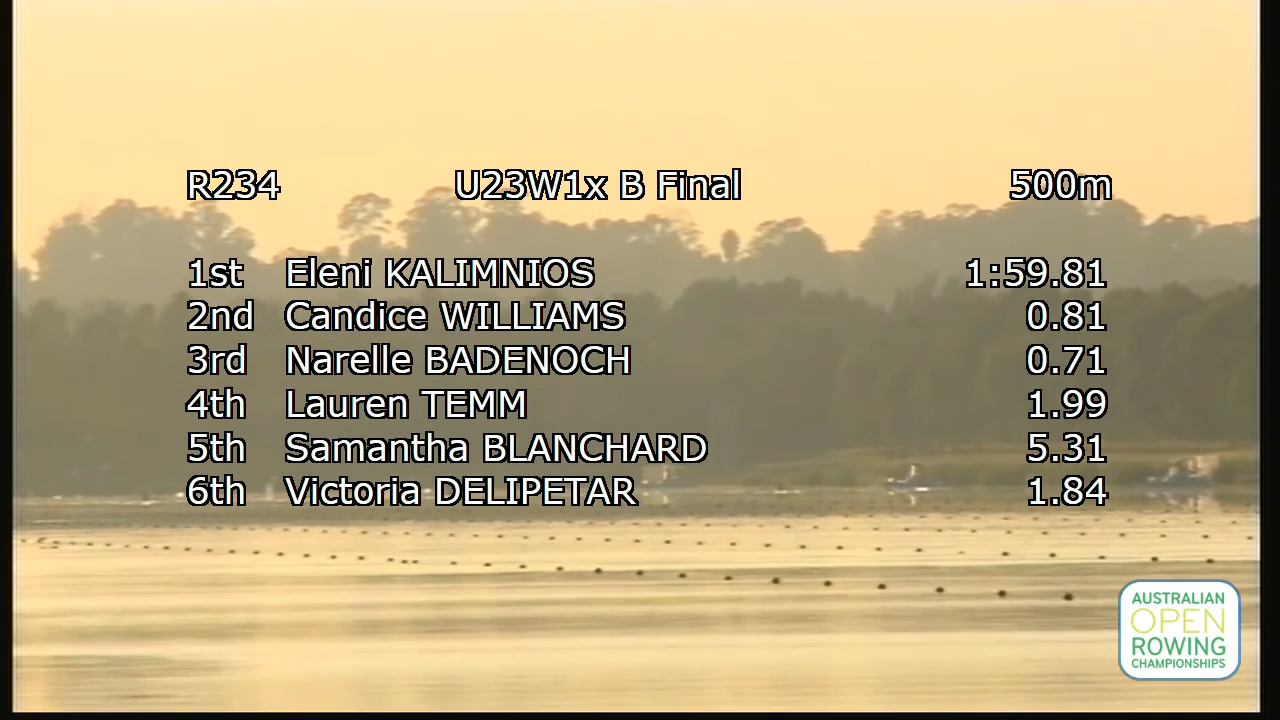 R234 U23W1x B Final 500m
1st Eleni KALIMNIOS 1:59.81
2nd Candice WILLIAMS 0.81
3rd Narelle BADENOCH 0.71
4th Lauren TEMM 1.99
5th Samantha BLANCHARD 5.31
6th Victoria DELIPETAR 1.84
AUSTRALIAN
OPEN
ROWING
CHAMPIONSHIPS